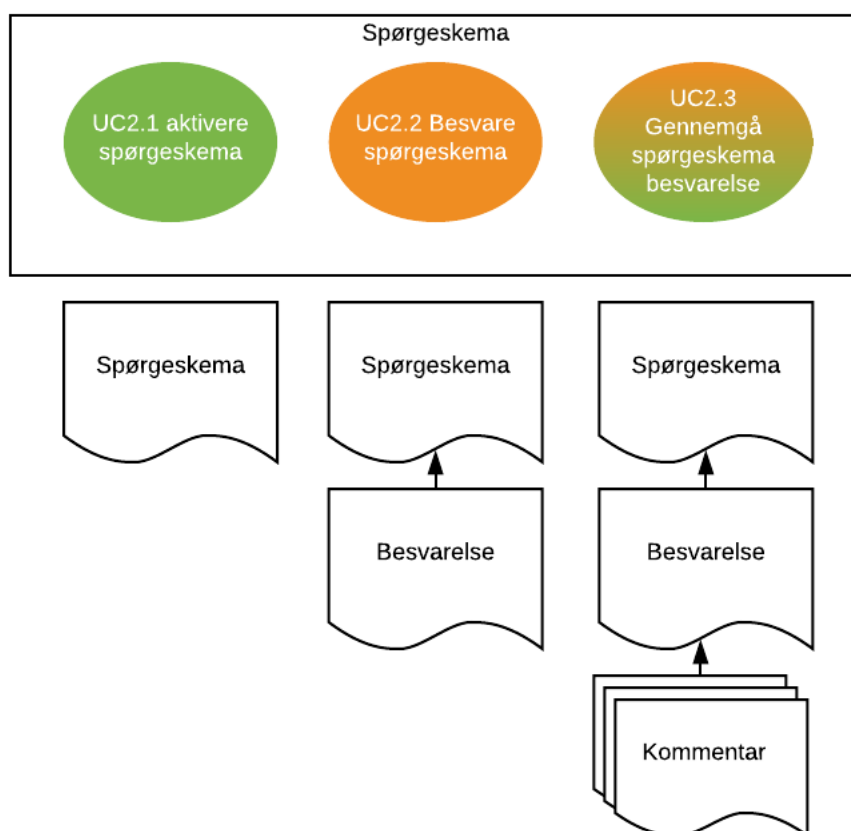 Spørgeskema
UC2.1 aktivere
spørgeskema
UC2.2 Besvare
spørgeskema
UC2.3
Gennemgå
spørgeskema
besvarelse
Spørgeskema
Spørgeskema
Spørgeskema
Besvarelse
Besvarelse
Kommentar